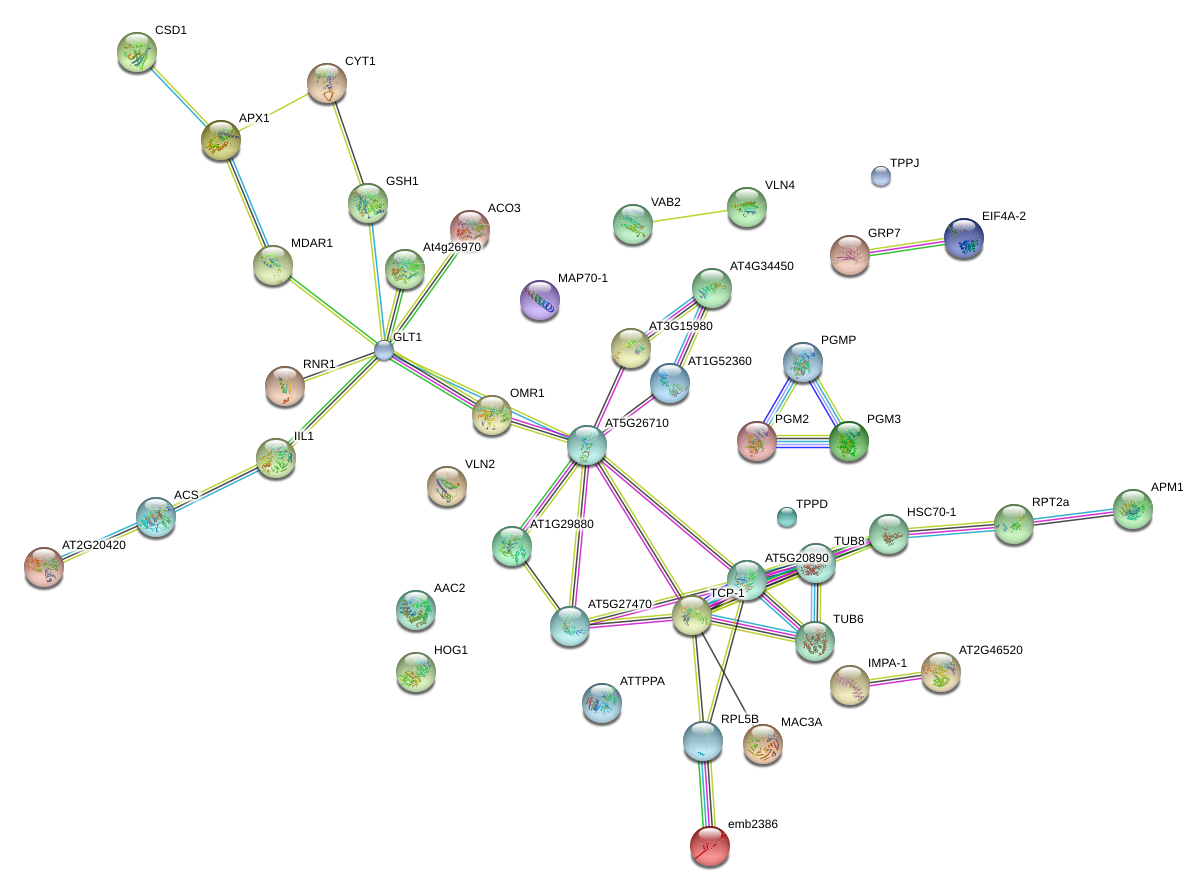 CSD1
CYT1
APX1
TPPJ
GSH1
VLN4
VAB2
ACO3
EIF4A-2
GRP7
MDAR1
At4g26970
AT4G34450
MAP70-1
AT3G15980
GLT1
PGMP
AT1G52360
RNR1
OMR1
PGM2
PGM3
AT5G26710
IIL1
VLN2
APM1
ACS
TPPD
RPT2a
HSC70-1
AT1G29880
TUB8
AT2G20420
AT5G20890
AAC2
TCP-1
AT5G27470
TUB6
HOG1
AT2G46520
IMPA-1
ATTPPA
RPL5B
MAC3A
emb2386